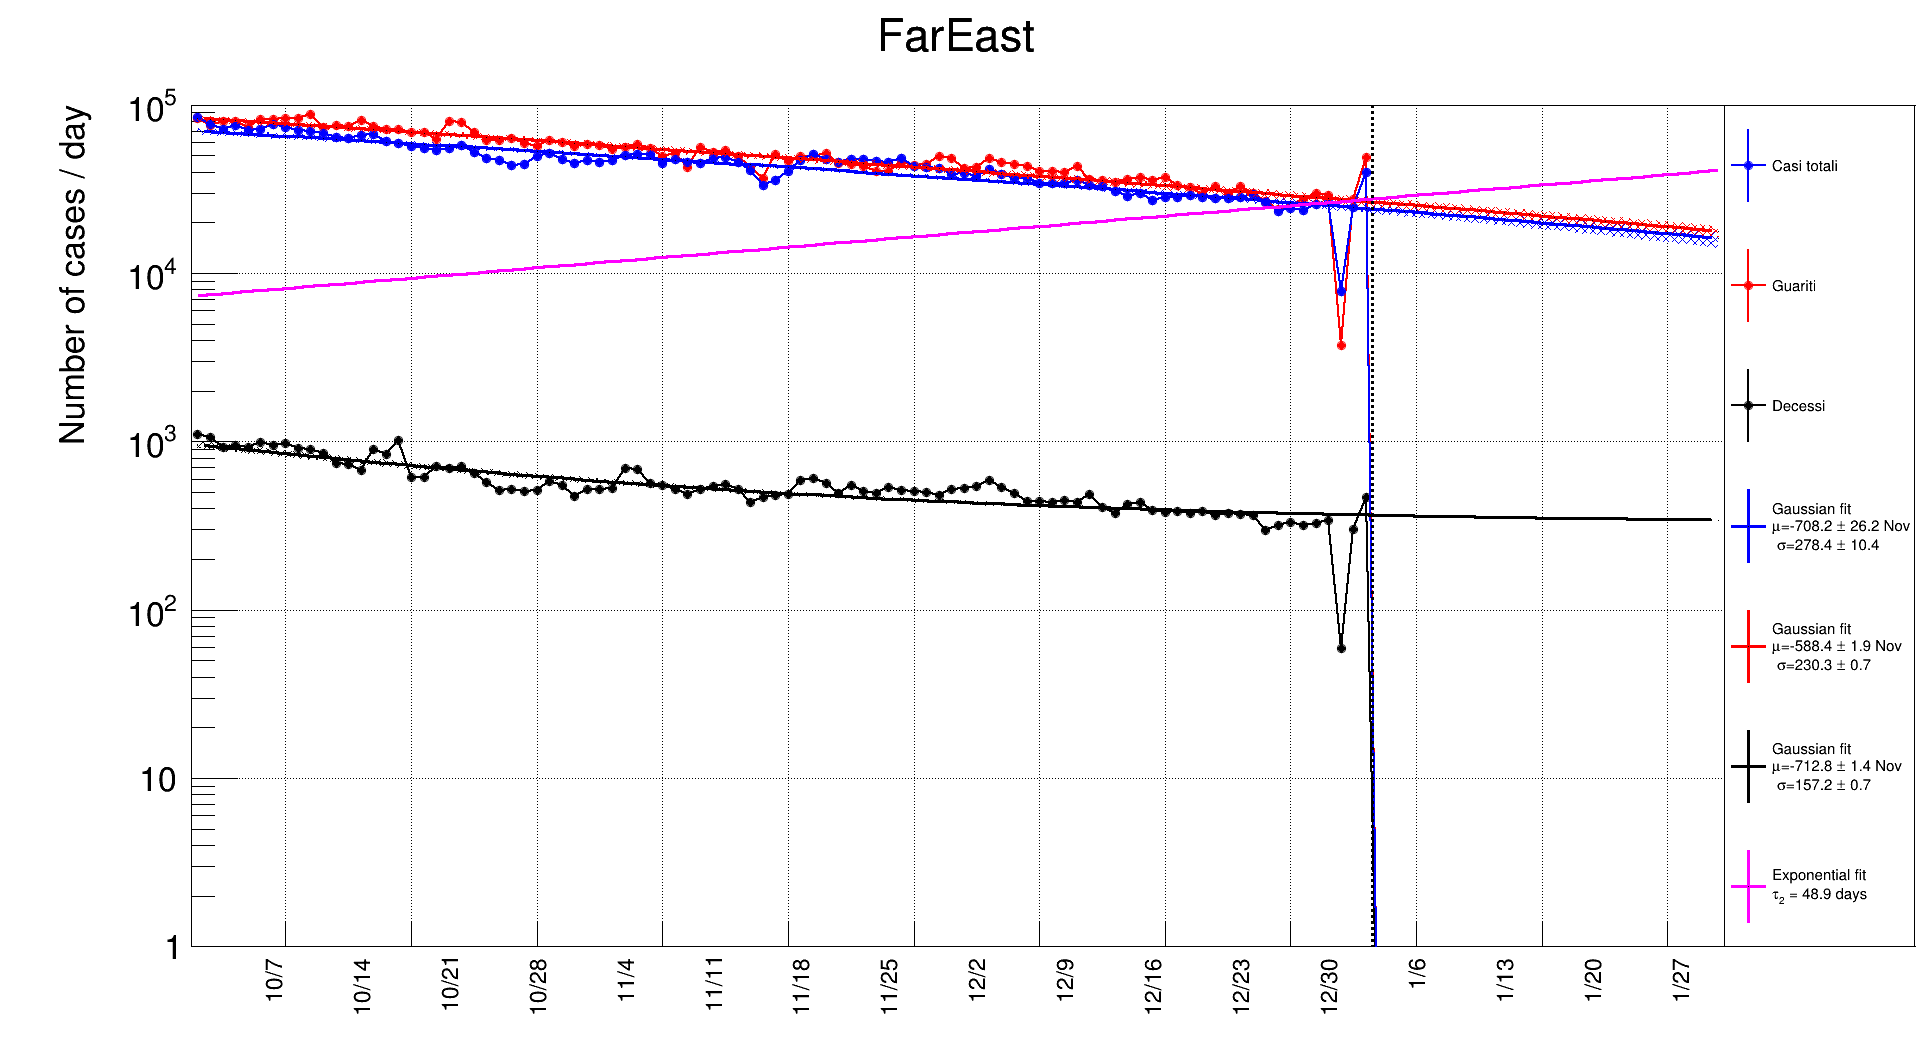 FarEast
Number of cases / day
10^5
10^4
10^3
10^2
10
1
10/7
10/14
10/21
10/28
11/4
11/11
11/18
11/25
12/2
12/9
12/16
12/23
12/30
1/6
1/13
1/20
1/27
Casi totali
Guariti
Decessi
Gaussian fit
μ=-708.2 ± 26.2 Nov
σ=278.4 ± 10.4
Gaussian fit
μ=-588.4 ± 1.9 Nov
σ=230.3 ± 0.7
Gaussian fit
μ=-712.8 ± 1.4 Nov
σ=157.2 ± 0.7
Exponential fit
τ₂ = 48.9 days